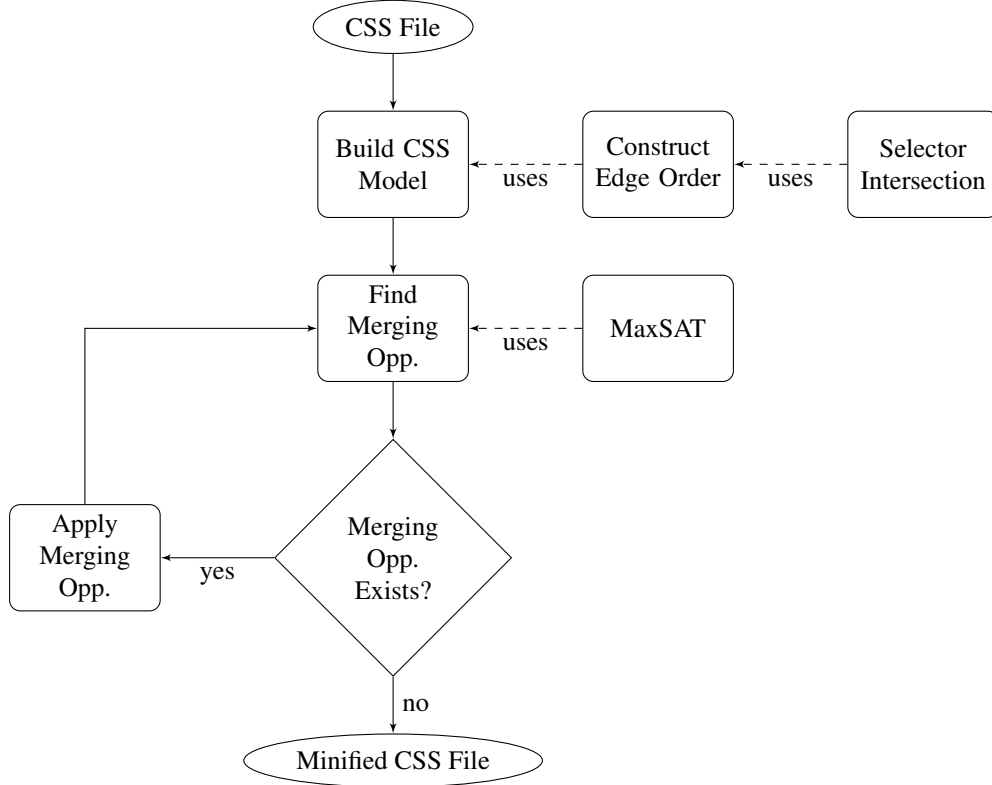 CSS File
Build CSS
Model
uses
Construct
Edge Order
uses
Selector
Intersection
Find
Merging
Opp.
uses
MaxSAT
Merging
Opp.
Exists?
yes
Apply
Merging
Opp.
no
Minified CSS File